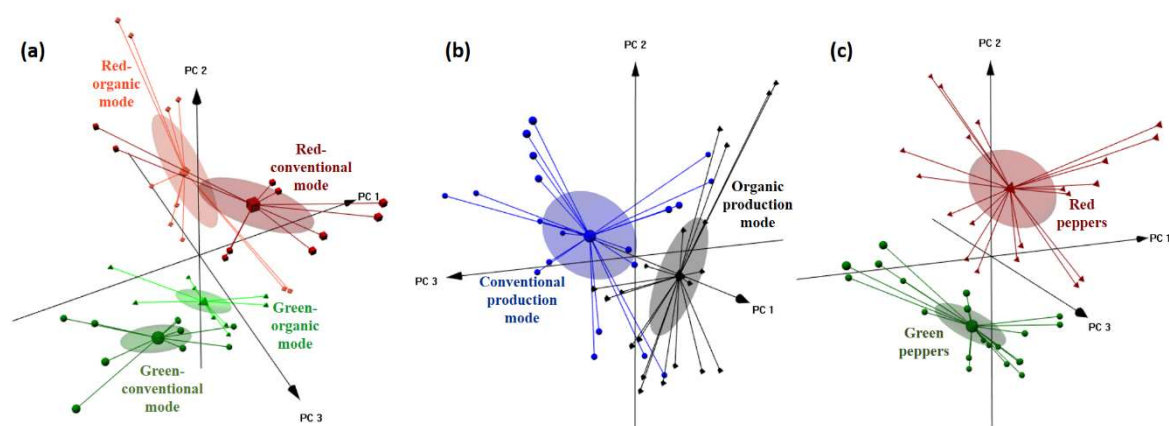 (a)
Red-
organic
mode
PC 2
Red-
conventional
mode
PC 1
Green-
organic
mode
Green-
conventional
mode
PC 3
(b)
PC 2
Organic
production
mode
PC 3
Conventional
production
mode
PC 1
(c)
PC 2
Red
peppers
PC 1
PC 3
Green
peppers